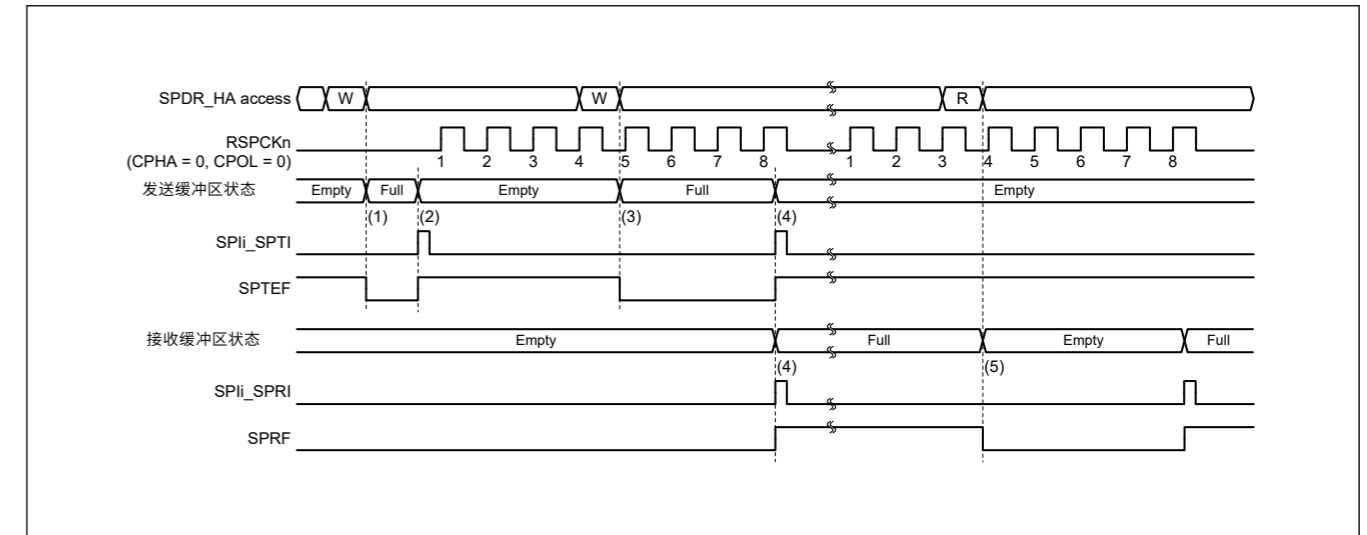 SPDR_HA access W W R
RSPCKn
(CPHA = 0, CPOL = 0)
1 2 3 4 5 6 7 8 1 2 3 4 5 6 7 8
发送缓冲区状态 Empty Full Empty Full Empty
(1) (2) (3) (4)
SPIi_SPTI
SPTEF
接收缓冲区状态 Empty Full Empty Full
(4) (5)
SPIi_SPRI
SPRF